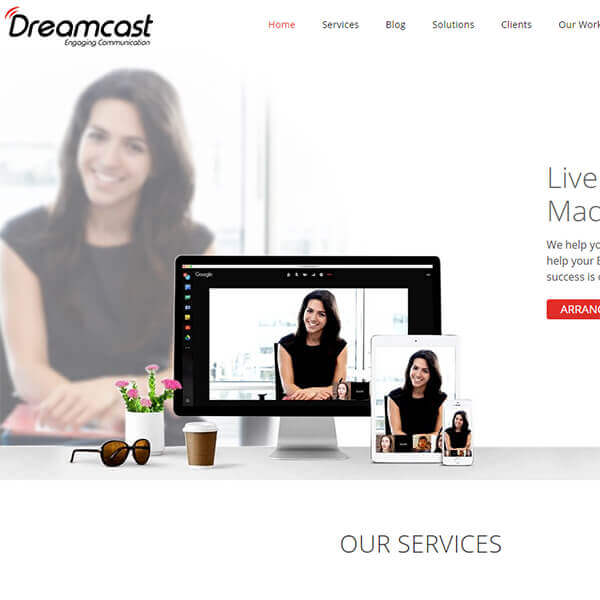 Dreamcast
Engaging Communication
Home Services Blog Solutions Clients Our Work
Live
Mad
We help yo
help your B
success is
ARRANG
Google
OUR SERVICES